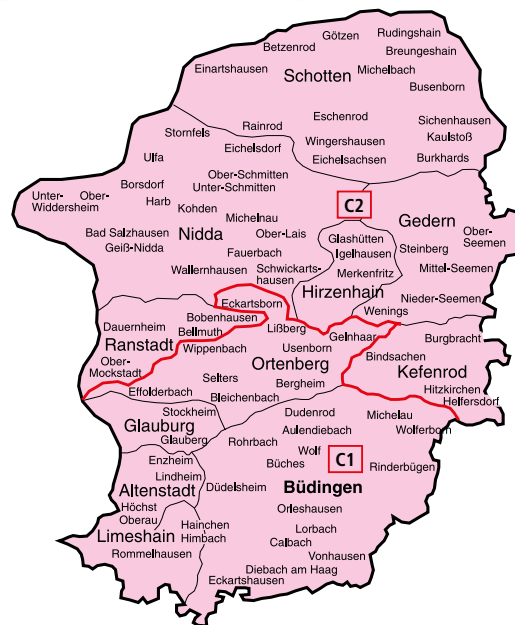 Götzen
Rudingshain
Betzenrod
Breungeshain
Einartshausen
Michelbach
Schotten
Busenborn
Eschenrod
Sichenhausen
Rainrod
Stornfels
Wingershausen
Kaulstoß
Eichelsdorf
Ulfa
Eichelsachsen
Burkhards
Ober-Schmitten
Borsdorf
Unter-Schmitten
Unter-
Widdersheim
Ober-
Harb
Kohden
C2
Michelnau
Gedern
Bad Salzhausen
Nidda
Ober-Lais
Glashütten
Ober-
Seemen
Geiß-Nidda
Fauerbach
Igelhausen
Steinberg
Wallernhausen
Schwickarts-
hausen
Merkenfritz
Mittel-Seemen
Hirzenhain
Eckartsborn
Nieder-Seemen
Bobenhausen
Wenings
Dauernheim
Bellmuth
Lißberg
Gelnhaar
Burgbracht
Ranstadt
Wippenbach
Usenborn
Bindsachen
Ober-
Mockstadt
Ortenberg
Kefenrod
Selters
Bergheim
Hitzkirchen
Effolderbach
Bleichenbach
Helfersdorf
Stockheim
Dudenrod
Michelau
Glauburg
Aulendiebach
Wolferborn
Glauberg
Rohrbach
Wolf
C1
Enzheim
Büches
Rinderbügen
Lindheim
Altenstadt
Düdelsheim
Büdingen
Höchst
Orleshausen
Oberau
Hainchen
Lorbach
Limeshain
Himbach
Calbach
Rommelhausen
Vonhausen
Diebach am Haag
Eckartshausen